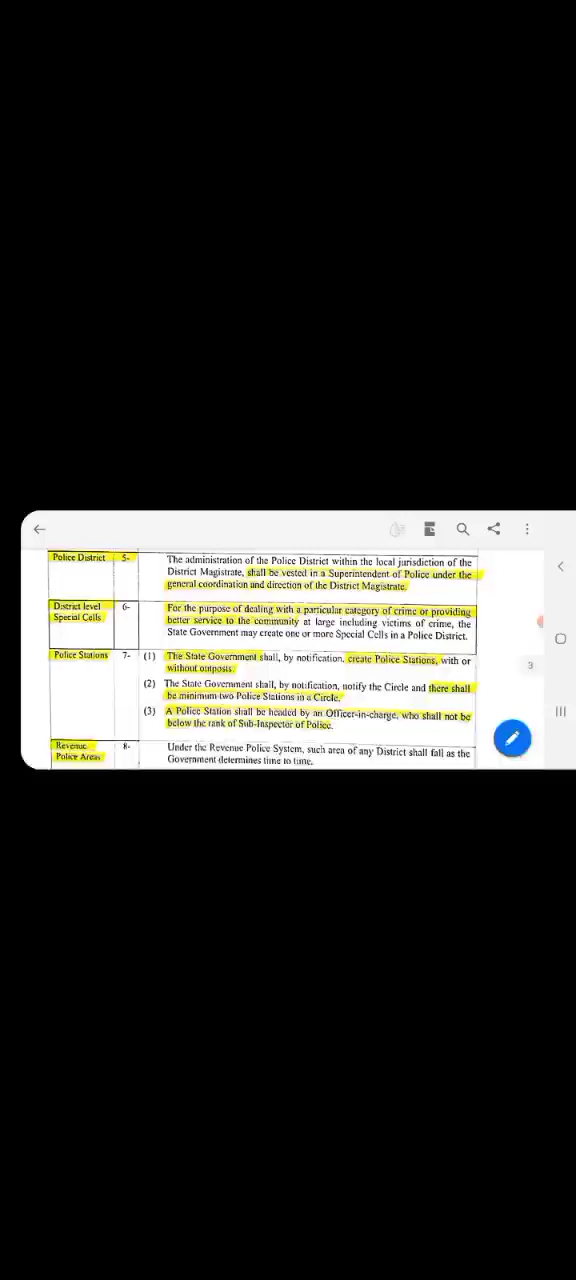 Police District 5- The administration of the Police District within the local jurisdiction of the
District Magistrate, shall be vested in a Superintendent of Police under the
general coordination and direction of the District Magistrate.
District level 6- For the purpose of dealing with a particular category of crime or providing
Special Cells better service to the community at large including victims of crime, the
State Government may create one or more Special Cells in a Police District.
Police Stations 7- (1) The State Government shall, by notification, create Police Stations, with or
without outposts.
3
(2) The State Government shall, by notification, notify the Circle and there shall
be minimum two Police Stations in a Circle.
(3) A Police Station shall be headed by an Officer-in-charge, who shall not be
below the rank of Sub-Inspector of Police.
Revenue 8- Under the Revenue Police System, such area of any District shall fall as the
Police Areas Government determines time to time.